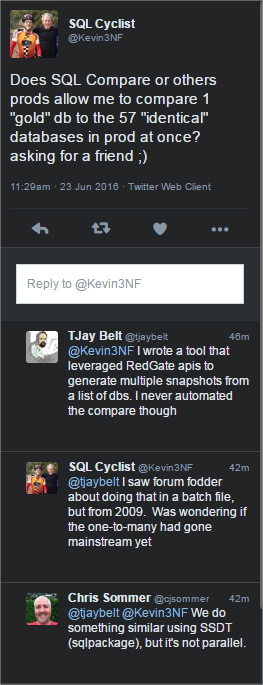 SQL Cyclist
@Kevin3NF
Does SQL Compare or others
prods allow me to compare 1
"gold" db to the 57 "identical"
databases in prod at once?
asking for a friend ;)
11:29am · 23 Jun 2016 · Twitter Web Client
Reply to @Kevin3NF
TJay Belt @tjaybelt 46m
@Kevin3NF I wrote a tool that
leveraged RedGate apis to
generate multiple snapshots from
a list of dbs. I never automated
the compare though
SQL Cyclist @Kevin3NF 42m
@tjaybelt I saw forum fodder
about doing that in a batch file,
but from 2009.  Was wondering if
the one-to-many had gone
mainstream yet
Chris Sommer @cjsommer 42m
@tjaybelt @Kevin3NF We do
something similar using SSDT
(sqlpackage), but it's not parallel.